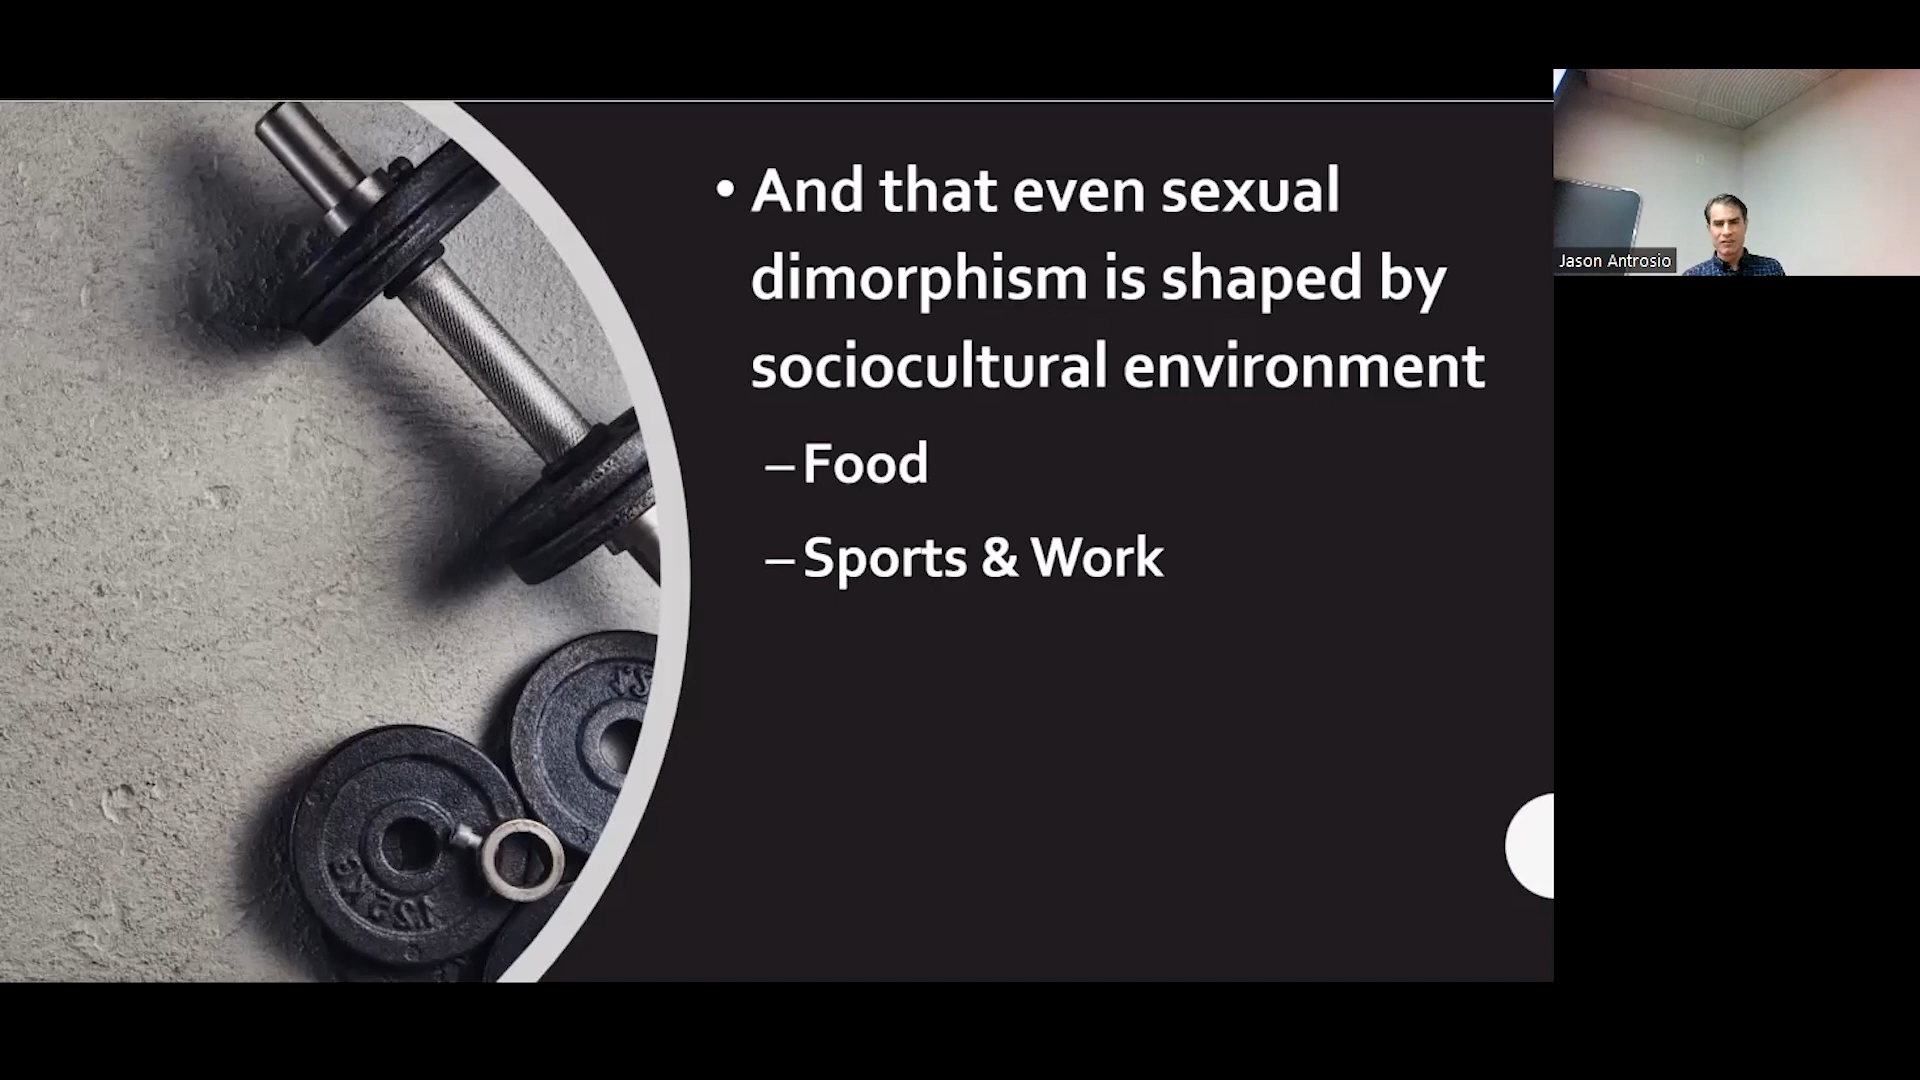 • And that even sexual
dimorphism is shaped by
sociocultural environment
– Food
– Sports & Work
Jason Antrosio